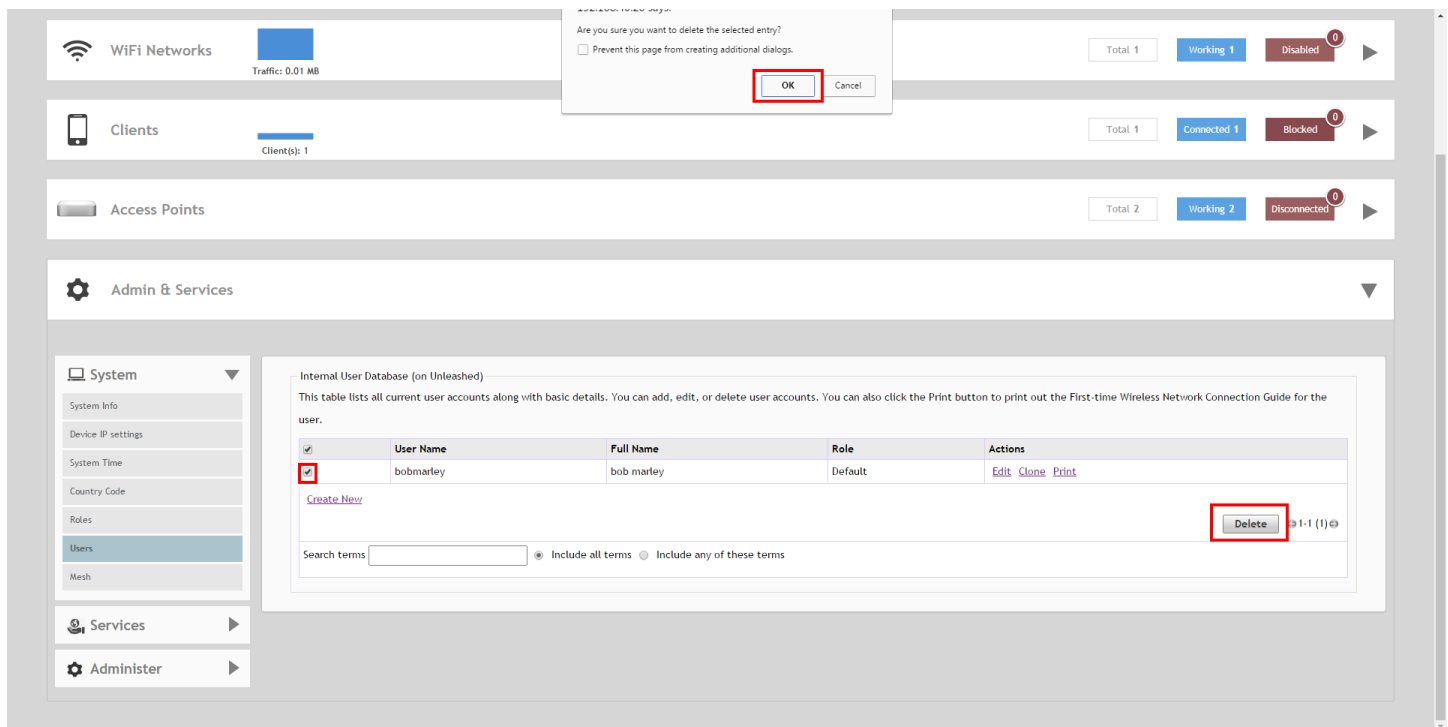 Are you sure you want to delete the selected entry?
Prevent this page from creating additional dialogs.
OK Cancel
WiFi Networks
Traffic: 0.01 MB
Total 1 Working 1 Disabled 0
Clients
Client(s): 1
Total 1 Connected 1 Blocked 0
Access Points
Total 2 Working 2 Disconnected 0
Admin & Services
System
System Info
Device IP settings
System Time
Country Code
Roles
Users
Mesh
Services
Administer
Internal User Database (on Unleashed)
This table lists all current user accounts along with basic details. You can add, edit, or delete user accounts. You can also click the Print button to print out the First-time Wireless Network Connection Guide for the
user.
User Name Full Name Role Actions
bobmarley bob marley Default Edit Clone Print
Create New
Delete 1-1 (1)
Search terms Include all terms Include any of these terms